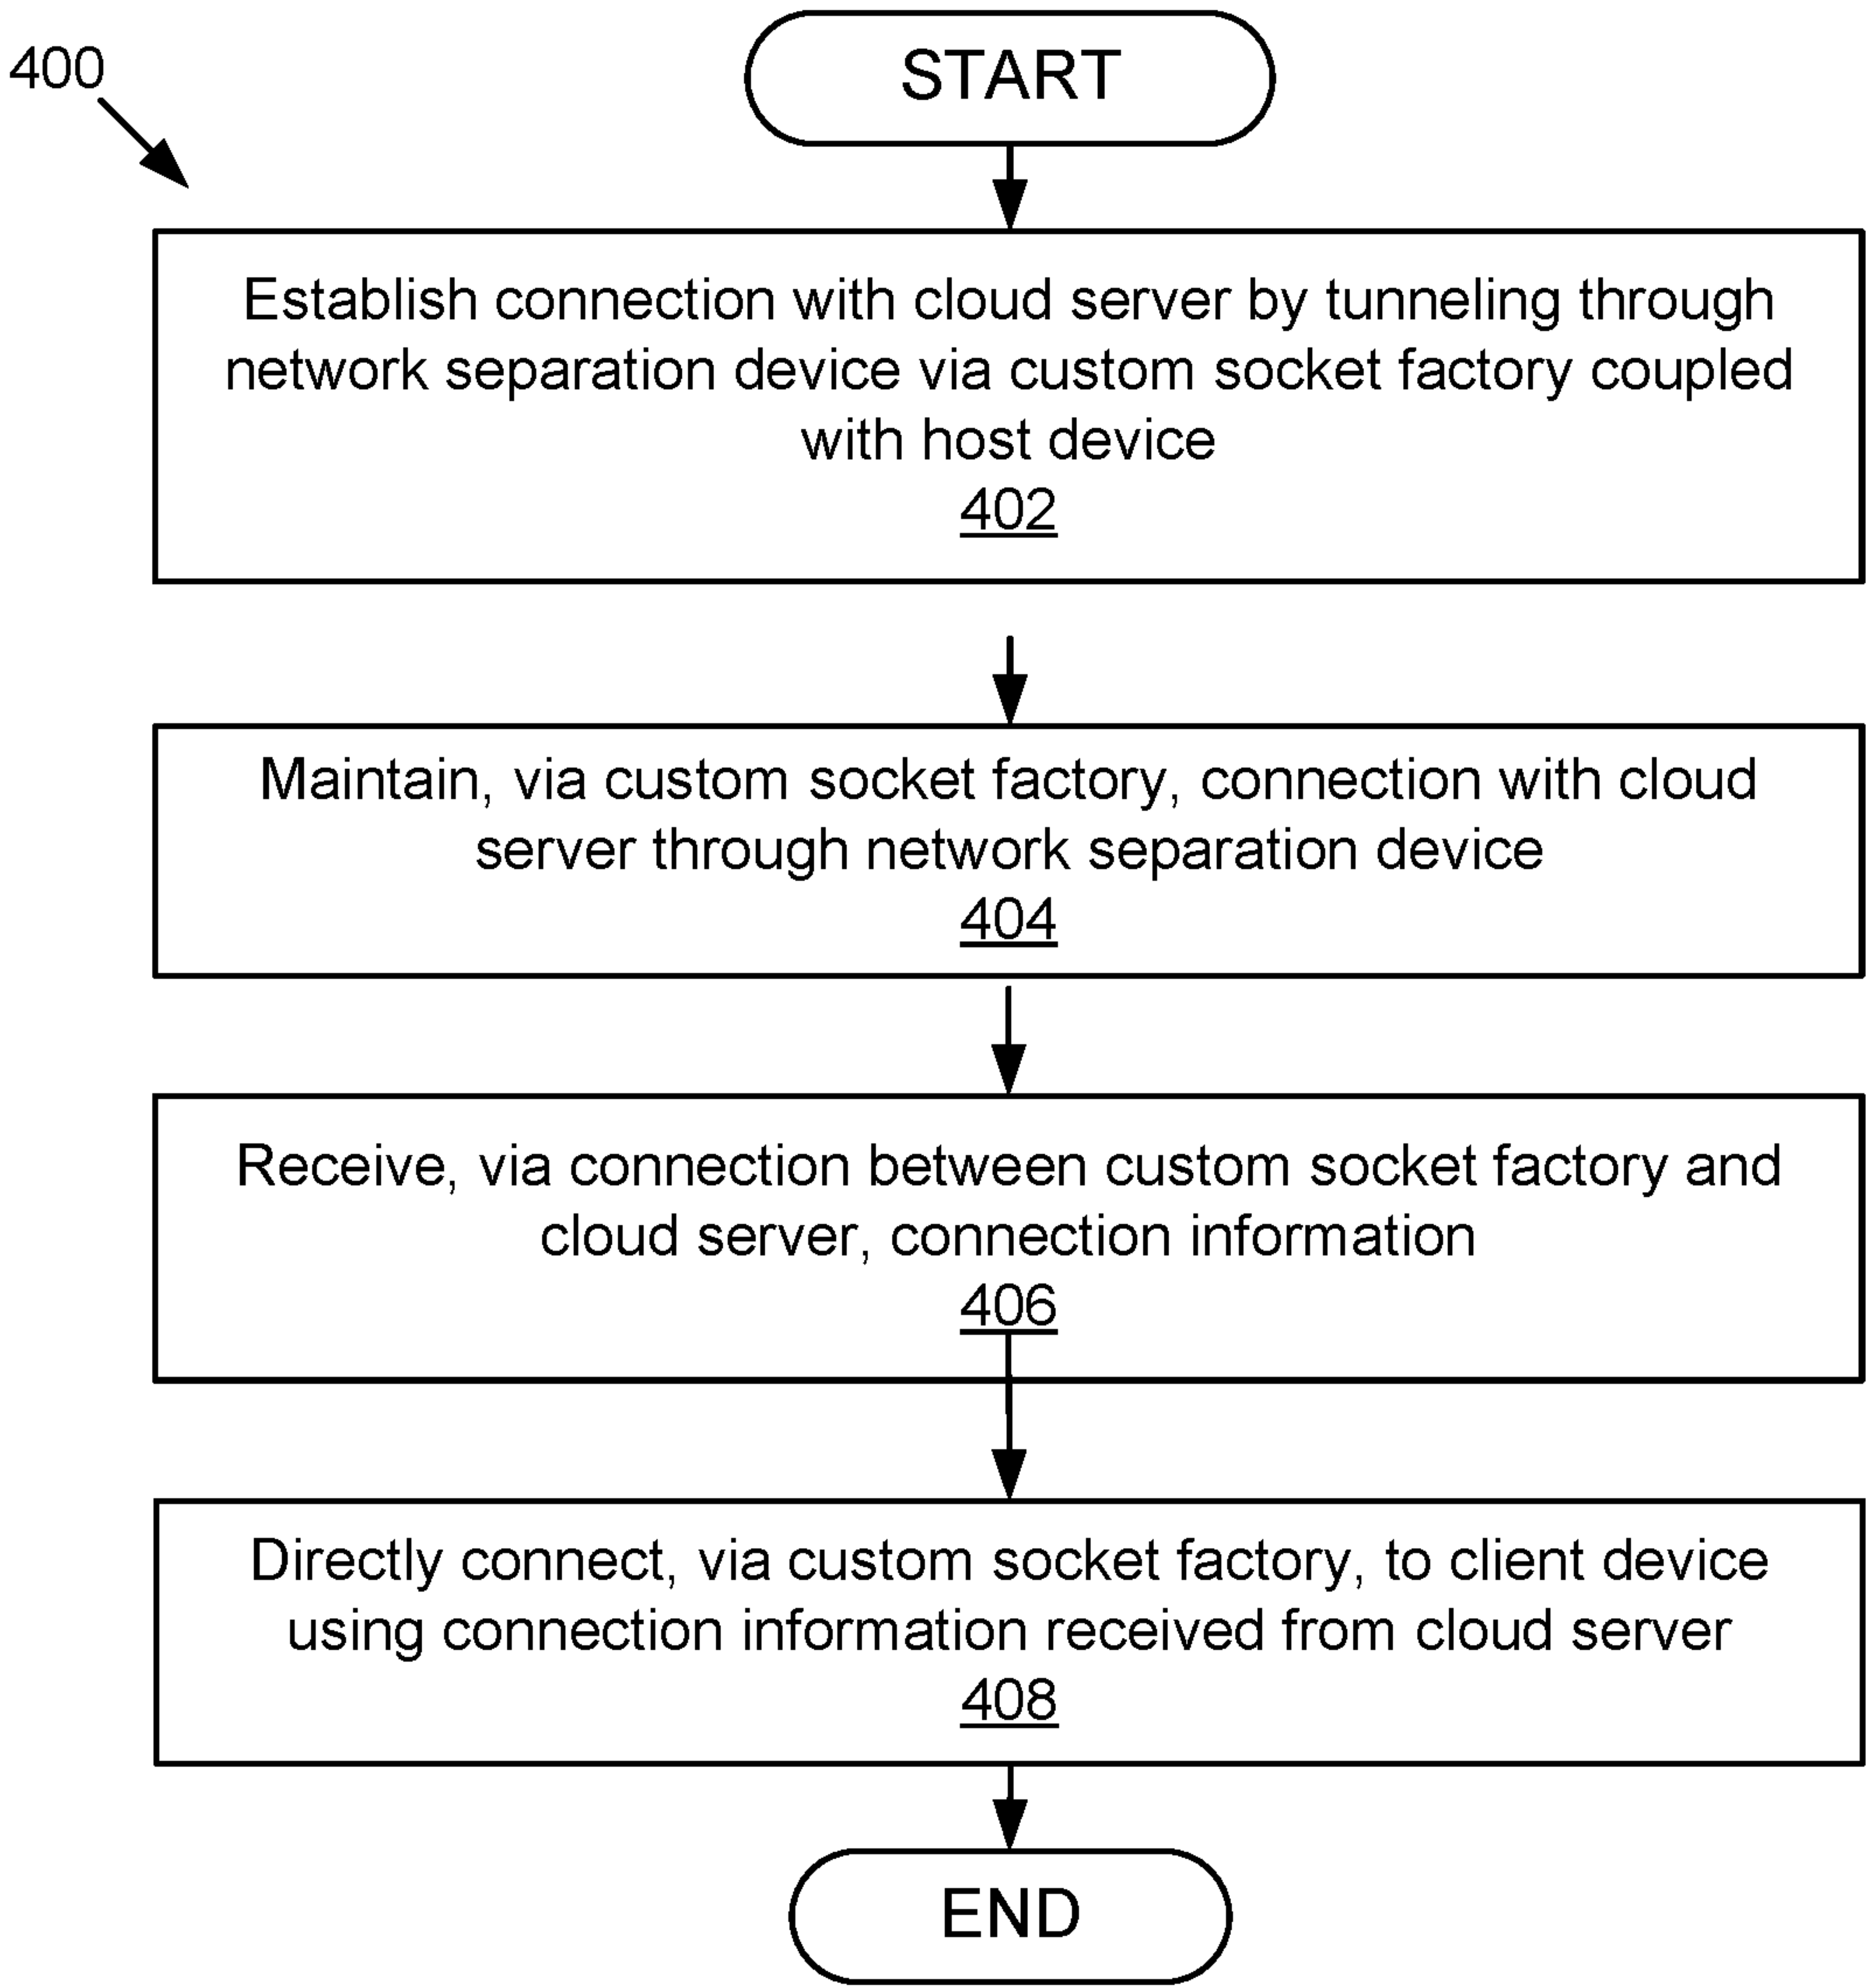 400
START
Establish connection with cloud server by tunneling through
network separation device via custom socket factory coupled
with host device
402
Maintain, via custom socket factory, connection with cloud
server through network separation device
404
Receive, via connection between custom socket factory and
cloud server, connection information
406
Directly connect, via custom socket factory, to client device
using connection information received from cloud server
408
END